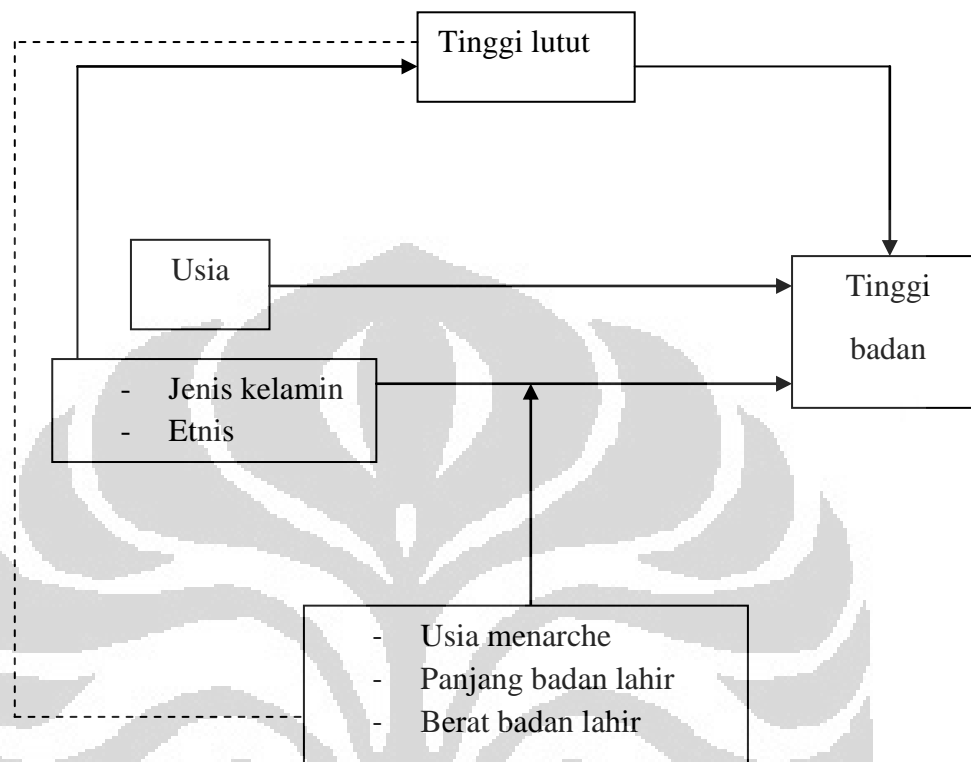 Tinggi lutut
Usia
Tinggi
badan
- Jenis kelamin
- Etnis
- Usia menarche
- Panjang badan lahir
- Berat badan lahir